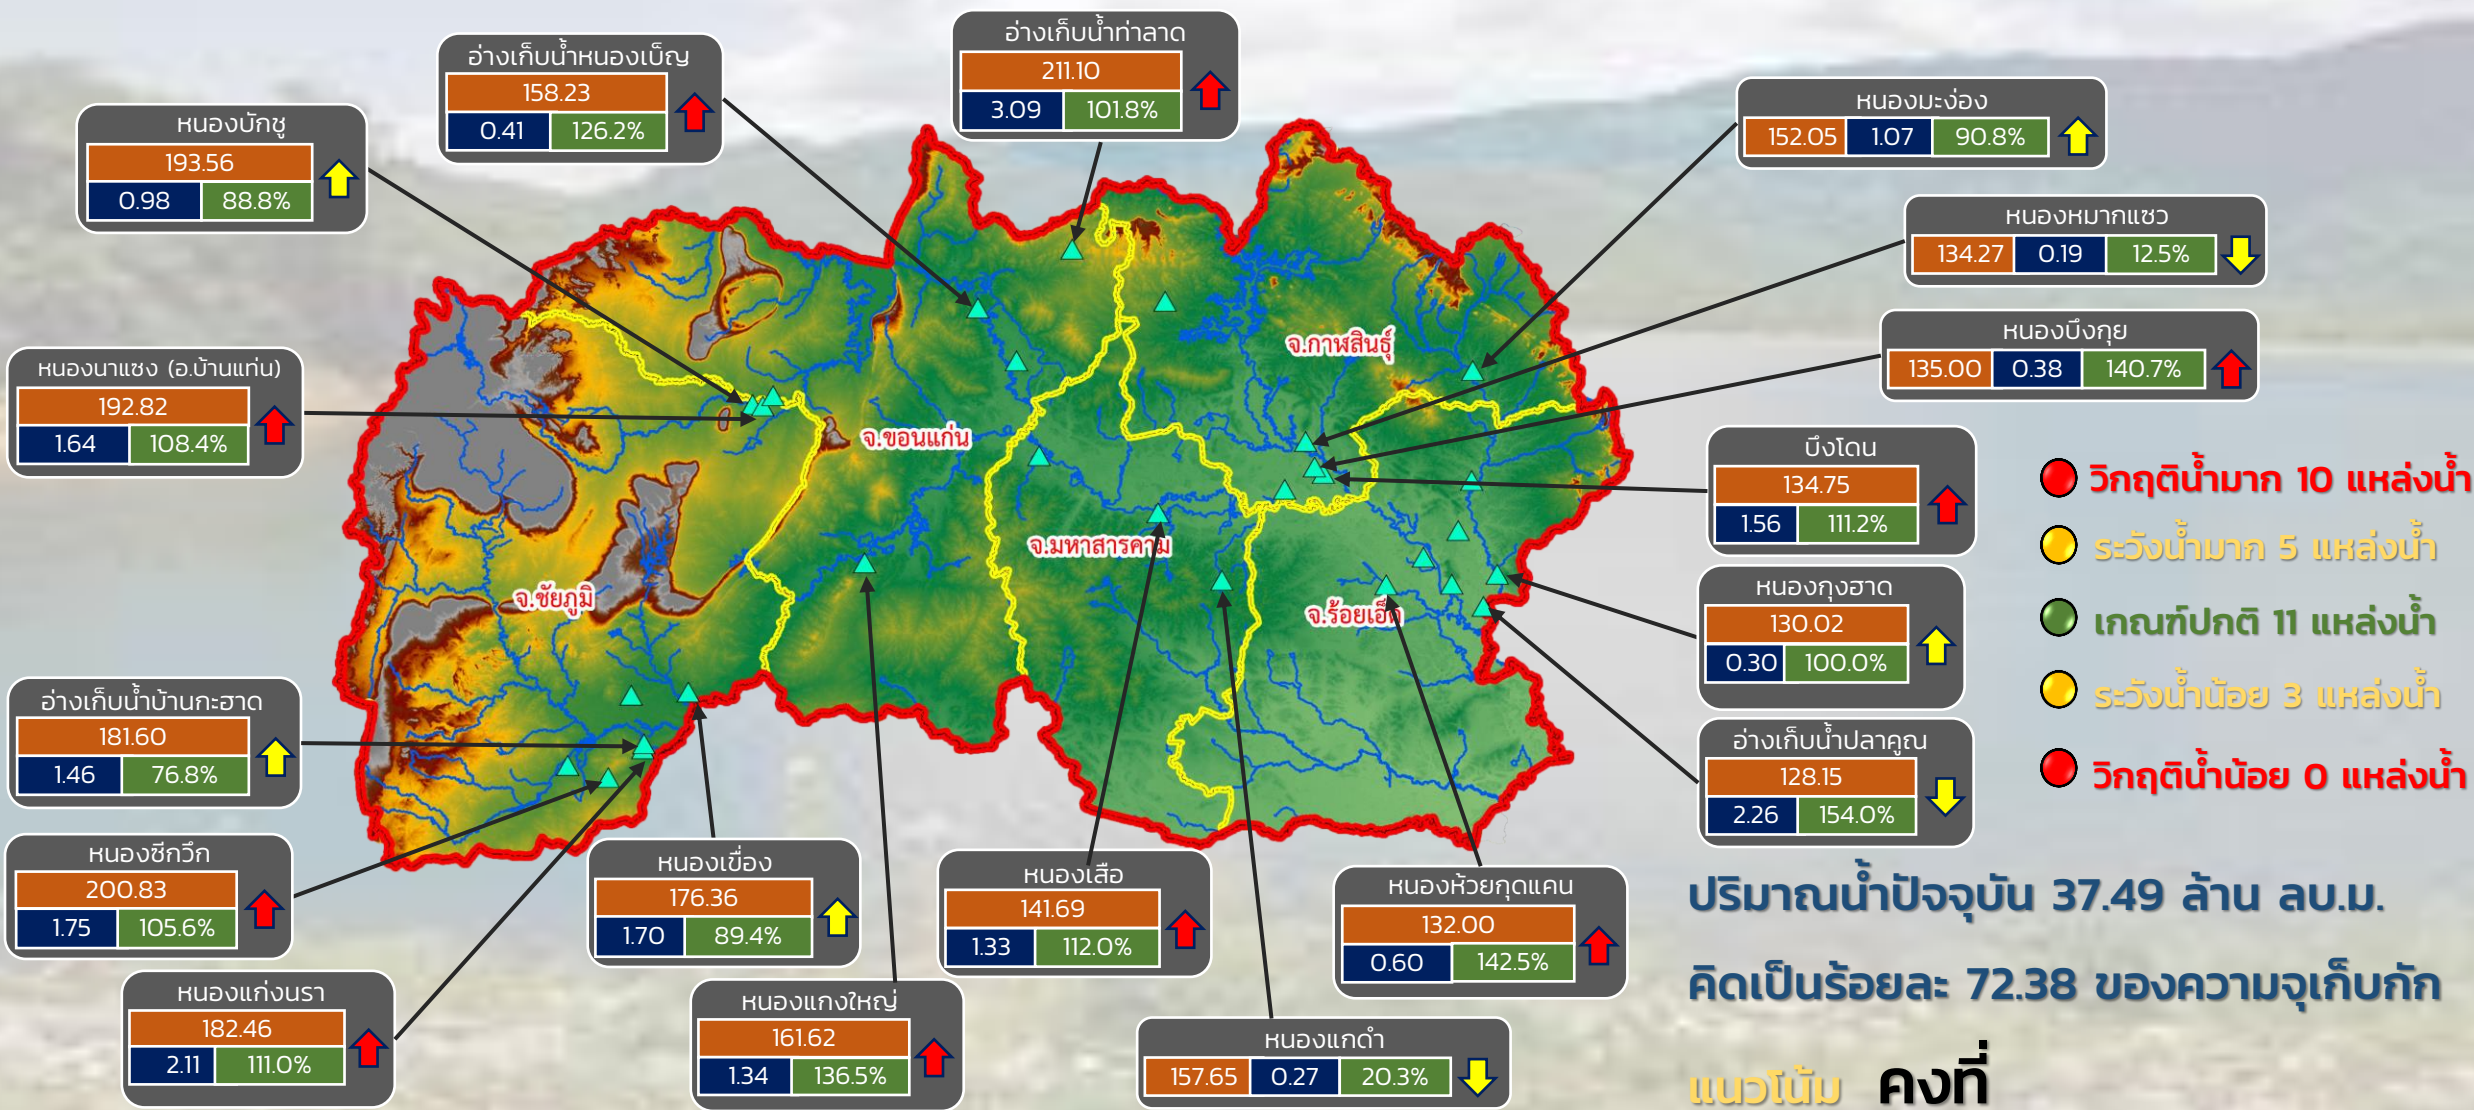 อ่างเก็บน้ำท่าลาด
211.10
3.09 101.8%
อ่างเก็บน้ำหนองเบ็ญ
158.23
0.41 126.2%
หนองบักชู
193.56
0.98 88.8%
หนองมะง่อง
152.05 1.07 90.8%
หนองหมากแซว
134.27 0.19 12.5%
หนองบึงกุย
135.00 0.38 140.7%
จ.กาฬสินธุ์
หนองนาแซง (อ.บ้านแท่น)
192.82
1.64 108.4%
จ.ขอนแก่น
บึงโดน
134.75
1.56 111.2%
จ.มหาสารคาม
จ.ชัยภูมิ
จ.ร้อยเอ็ด
หนองกุงฮาด
130.02
0.30 100.0%
วิกฤติน้ำมาก 10 แหล่งน้ำ
ระวังน้ำมาก 5 แหล่งน้ำ
เกณฑ์ปกติ 11 แหล่งน้ำ
ระวังน้ำน้อย 3 แหล่งน้ำ
วิกฤติน้ำน้อย 0 แหล่งน้ำ
อ่างเก็บน้ำบ้านกะฮาด
181.60
1.46 76.8%
อ่างเก็บน้ำปลาคูณ
128.15
2.26 154.0%
หนองซีกวึก
200.83
1.75 105.6%
หนองเขื่อง
176.36
1.70 89.4%
หนองเสือ
141.69
1.33 112.0%
หนองห้วยกุดแคน
132.00
0.60 142.5%
หนองแก่งนรา
182.46
2.11 111.0%
หนองแกงใหญ่
161.62
1.34 136.5%
หนองแกดำ
157.65 0.27 20.3%
ปริมาณน้ำปัจจุบัน 37.49 ล้าน ลบ.ม.
คิดเป็นร้อยละ 72.38 ของความจุเก็บกัก
แนวโน้ม คงที่